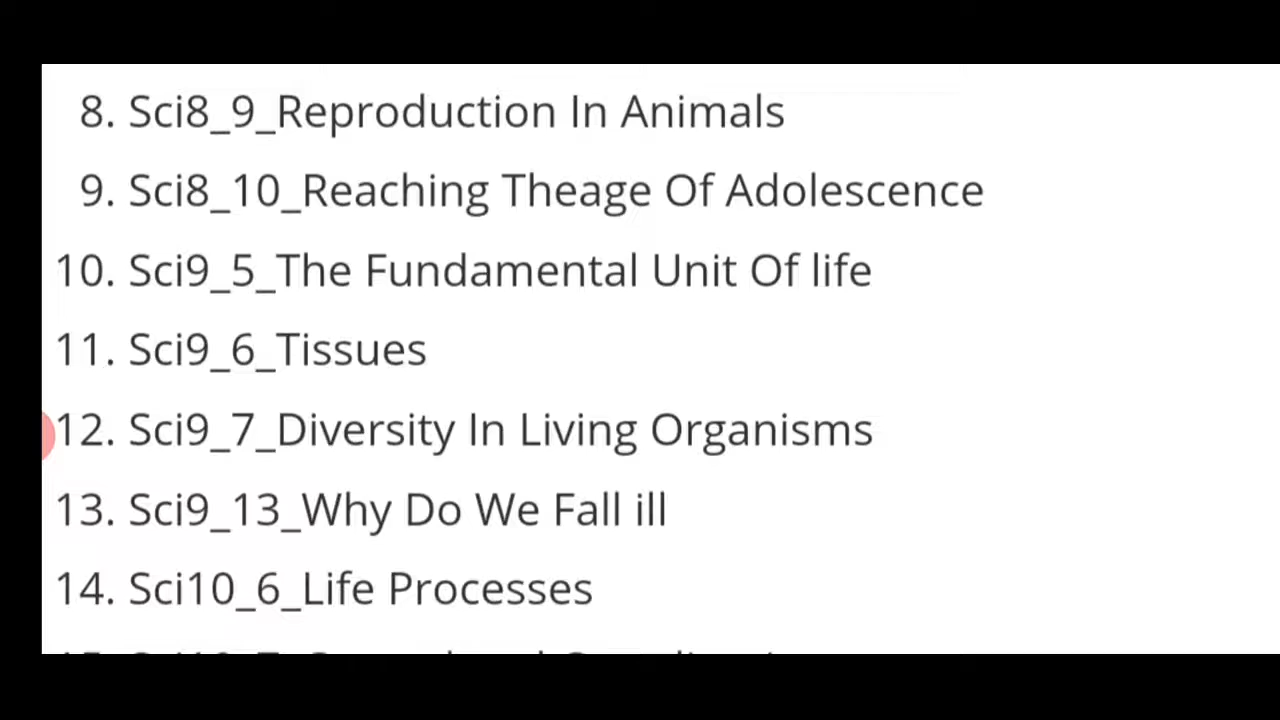 8. Sci8_9_Reproduction In Animals
9. Sci8_10_Reaching Theage Of Adolescence
10. Sci9_5_The Fundamental Unit Of life
11. Sci9_6_Tissues
12. Sci9_7_Diversity In Living Organisms
13. Sci9_13_Why Do We Fall ill
14. Sci10_6_Life Processes